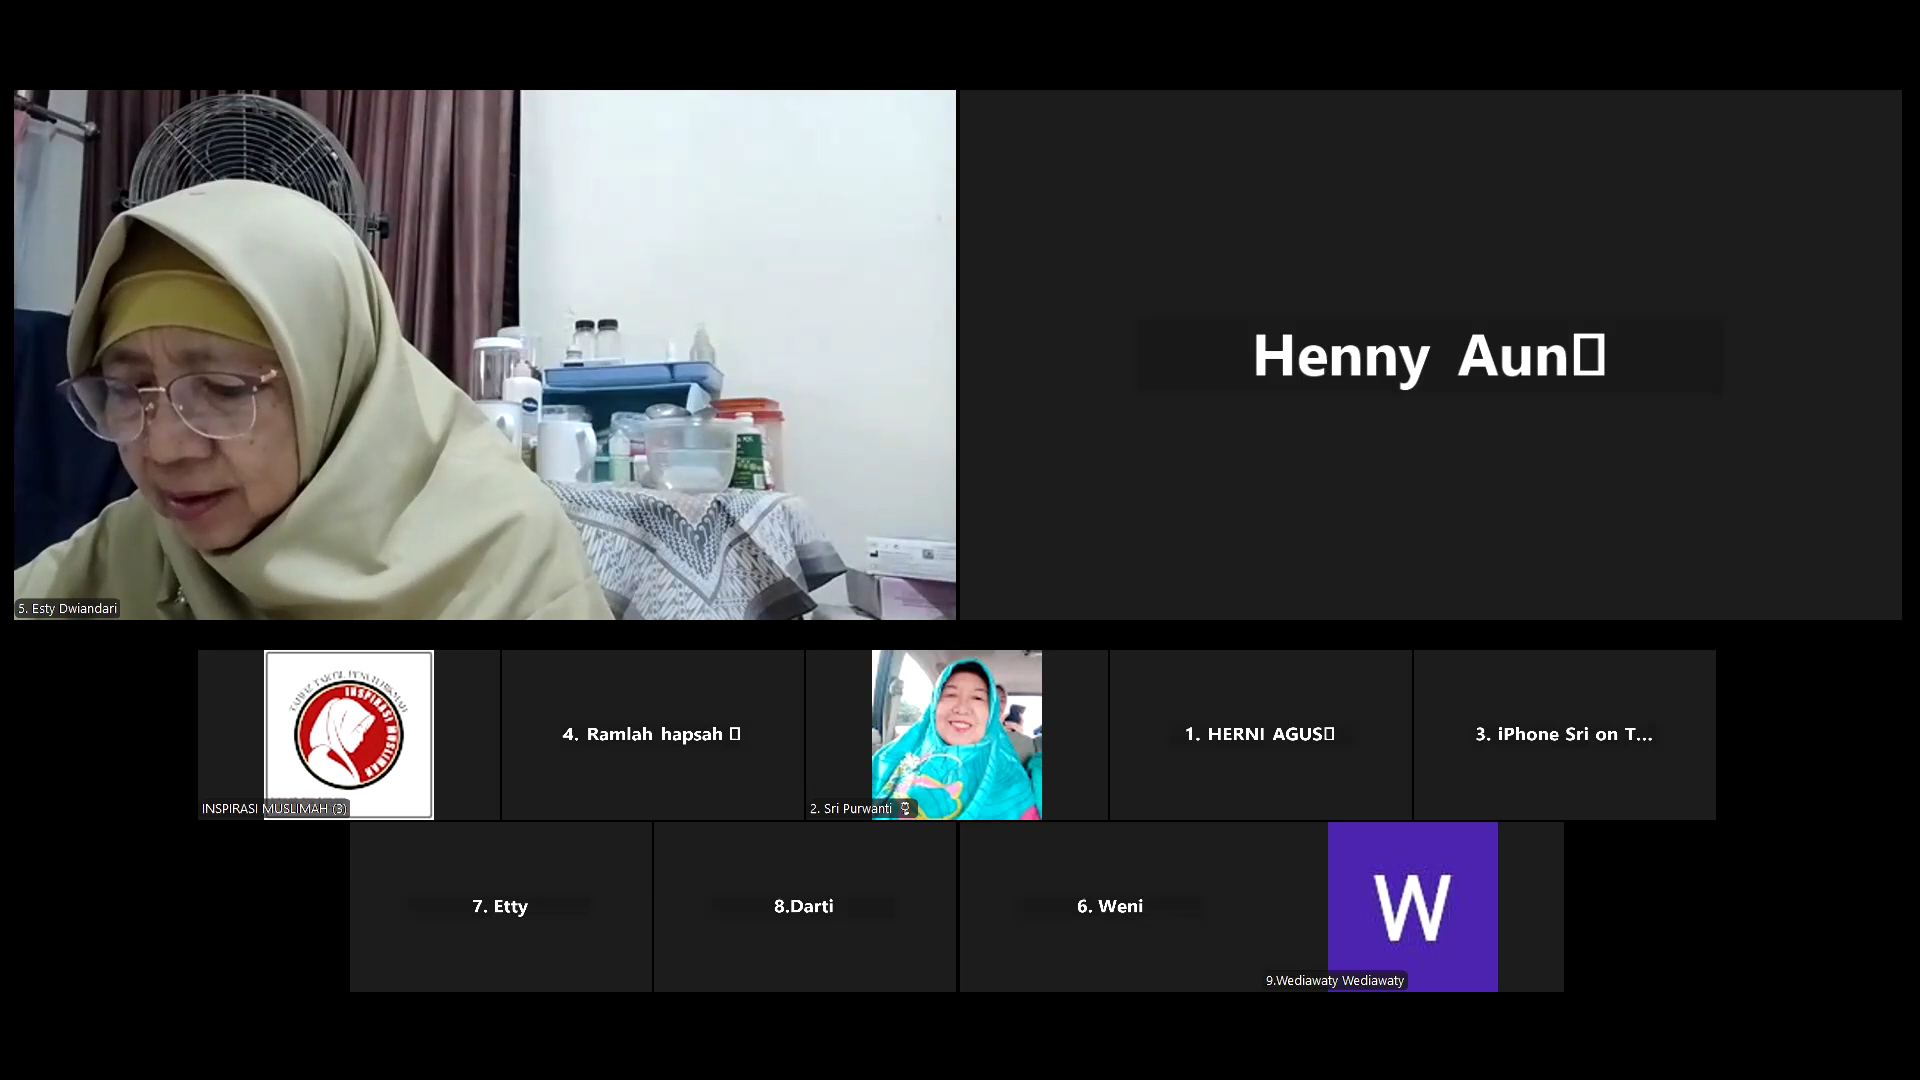 5. Esty Dwiandari
Henny Aun
INSPIRASI MUSLIMAH
INSPIRASI MUSLIMAH (3)
4. Ramlah hapsah
2. Sri Purwanti
1. HERNI AGUS
3. iPhone Sri on T...
7. Etty
8.Darti
6. Weni
W
9.Wediawaty Wediawaty